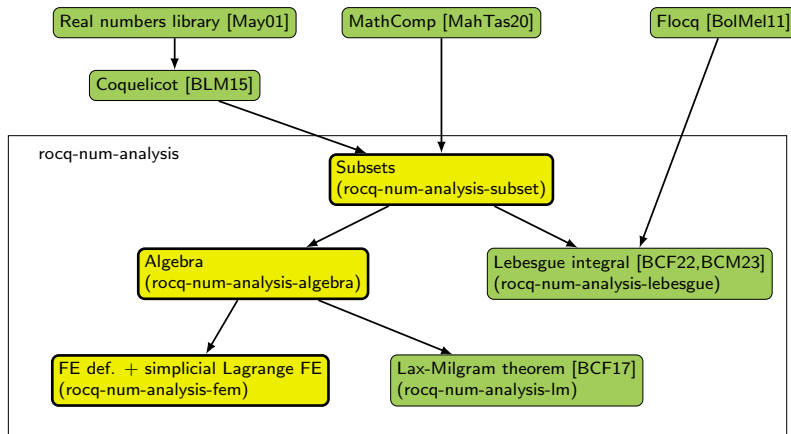 Real numbers library [May01]
MathComp [MahTas20]
Flocq [BolMel11]
Coquelicot [BLM15]
rocq-num-analysis
Subsets
(rocq-num-analysis-subset)
Algebra
(rocq-num-analysis-algebra)
Lebesgue integral [BCF22,BCM23]
(rocq-num-analysis-lebesgue)
FE def. + simplicial Lagrange FE
(rocq-num-analysis-fem)
Lax-Milgram theorem [BCF17]
(rocq-num-analysis-lm)